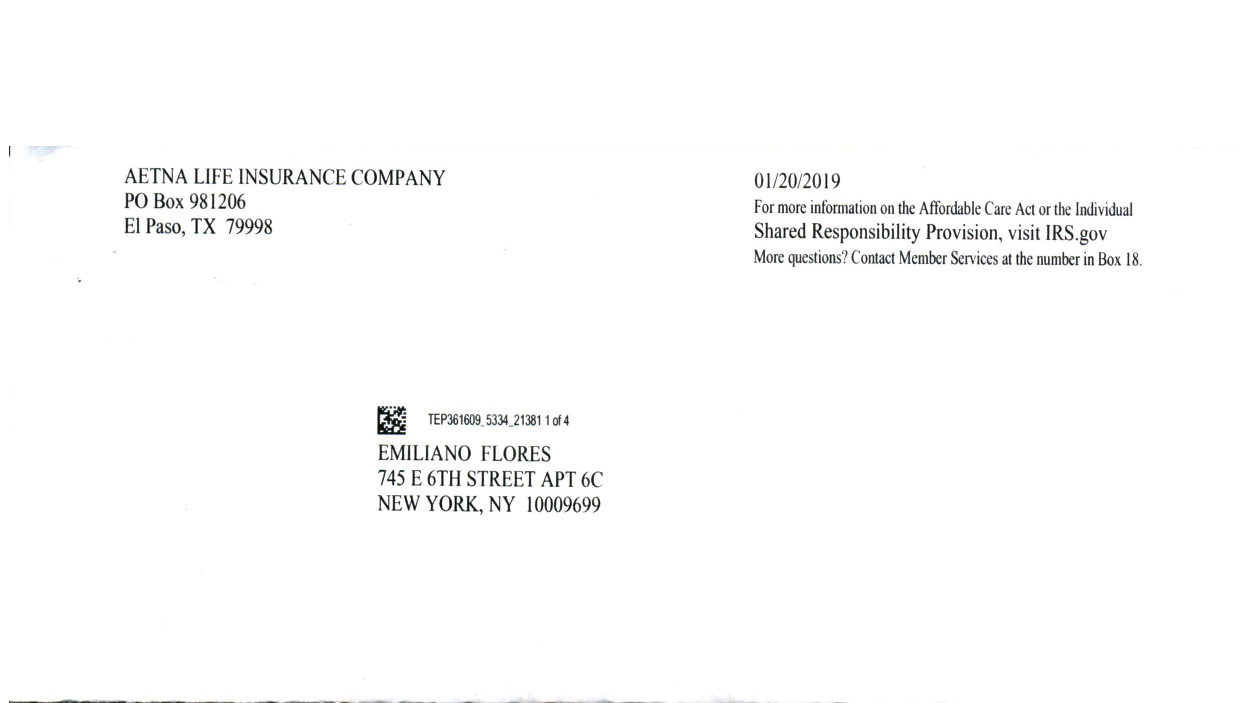 AETNA LIFE INSURANCE COMPANY
PO Box 981206
El Paso, TX 79998
01/20/2019
For more information on the Affordable Care Act or the Individual
Shared Responsibility Provision, visit IRS.gov
More questions? Contact Member Services at the number in Box 18.
TEP361609_5334_21381 1 of 4
EMILIANO FLORES
745 E 6TH STREET APT 6C
NEW YORK, NY 10009699